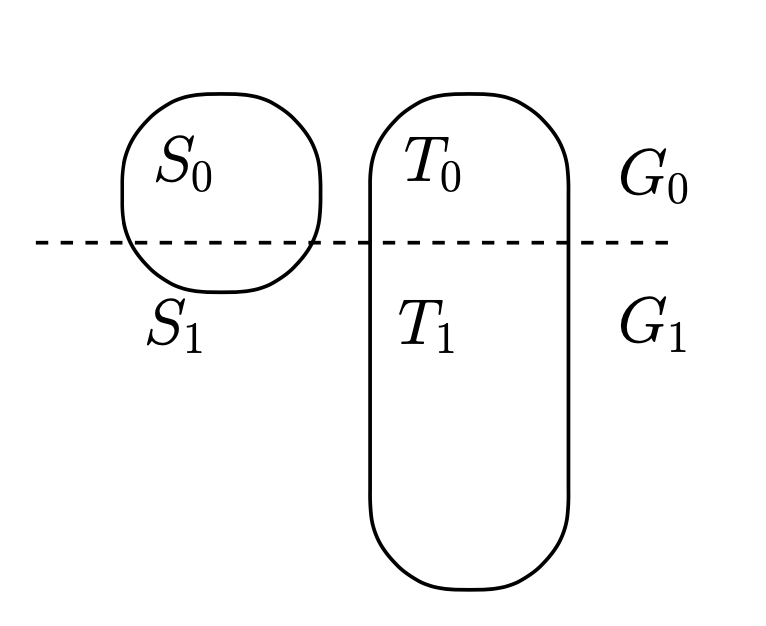 S₀ T₀ G₀
S₁ T₁ G₁